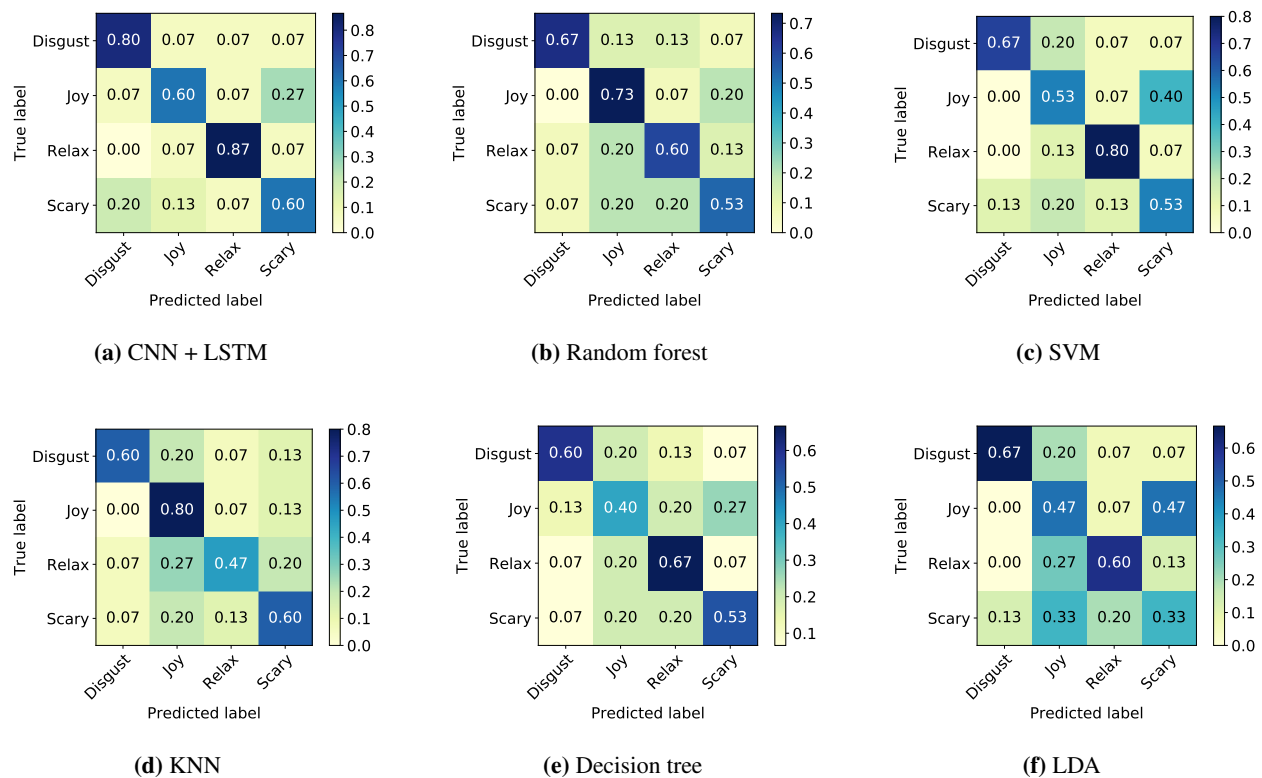 Disgust 0.80 0.07 0.07 0.07
Joy 0.07 0.60 0.07 0.27
Relax 0.00 0.07 0.87 0.07
Scary 0.20 0.13 0.07 0.60
Disgust Joy Relax Scary
Predicted label
True label
0.8
0.7
0.6
0.5
0.4
0.3
0.2
0.1
0.0
(a) CNN + LSTM
Disgust 0.67 0.13 0.13 0.07
Joy 0.00 0.73 0.07 0.20
Relax 0.07 0.20 0.60 0.13
Scary 0.07 0.20 0.20 0.53
Disgust Joy Relax Scary
Predicted label
True label
0.7
0.6
0.5
0.4
0.3
0.2
0.1
0.0
(b) Random forest
Disgust 0.67 0.20 0.07 0.07
Joy 0.00 0.53 0.07 0.40
Relax 0.00 0.13 0.80 0.07
Scary 0.13 0.20 0.13 0.53
Disgust Joy Relax Scary
Predicted label
True label
0.8
0.7
0.6
0.5
0.4
0.3
0.2
0.1
0.0
(c) SVM
Disgust 0.60 0.20 0.07 0.13
Joy 0.00 0.80 0.07 0.13
Relax 0.07 0.27 0.47 0.20
Scary 0.07 0.20 0.13 0.60
Disgust Joy Relax Scary
Predicted label
True label
0.8
0.7
0.6
0.5
0.4
0.3
0.2
0.1
0.0
(d) KNN
Disgust 0.60 0.20 0.13 0.07
Joy 0.13 0.40 0.20 0.27
Relax 0.07 0.20 0.67 0.07
Scary 0.07 0.20 0.20 0.53
Disgust Joy Relax Scary
Predicted label
True label
0.6
0.5
0.4
0.3
0.2
0.1
(e) Decision tree
Disgust 0.67 0.20 0.07 0.07
Joy 0.00 0.47 0.07 0.47
Relax 0.00 0.27 0.60 0.13
Scary 0.13 0.33 0.20 0.33
Disgust Joy Relax Scary
Predicted label
True label
0.6
0.5
0.4
0.3
0.2
0.1
0.0
(f) LDA